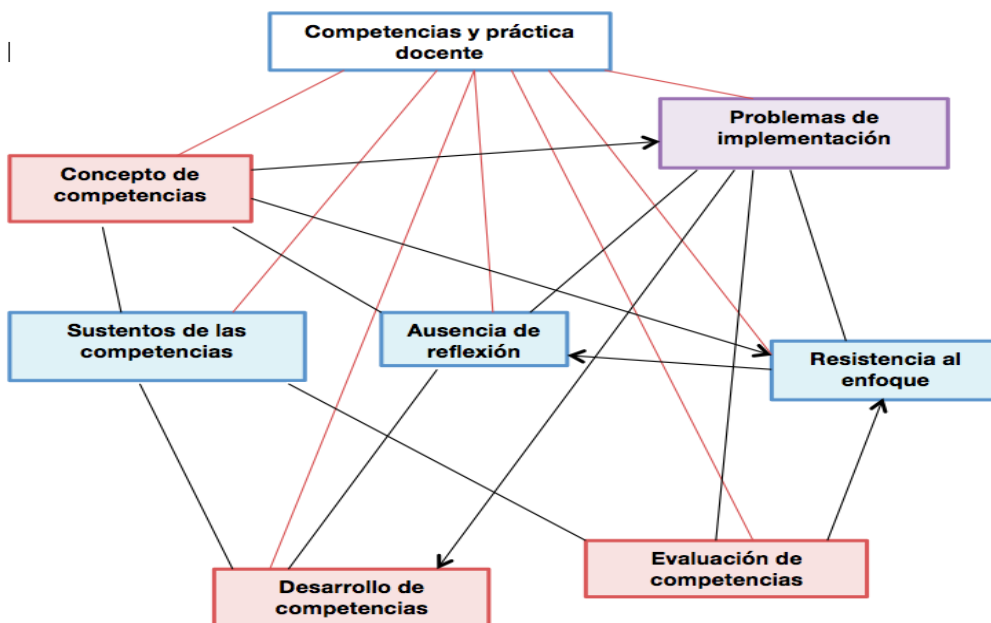 Competencias y práctica
docente
Problemas de
implementación
Concepto de
competencias
Sustentos de las
competencias
Ausencia de
reflexión
Resistencia al
enfoque
Evaluación de
competencias
Desarrollo de
competencias